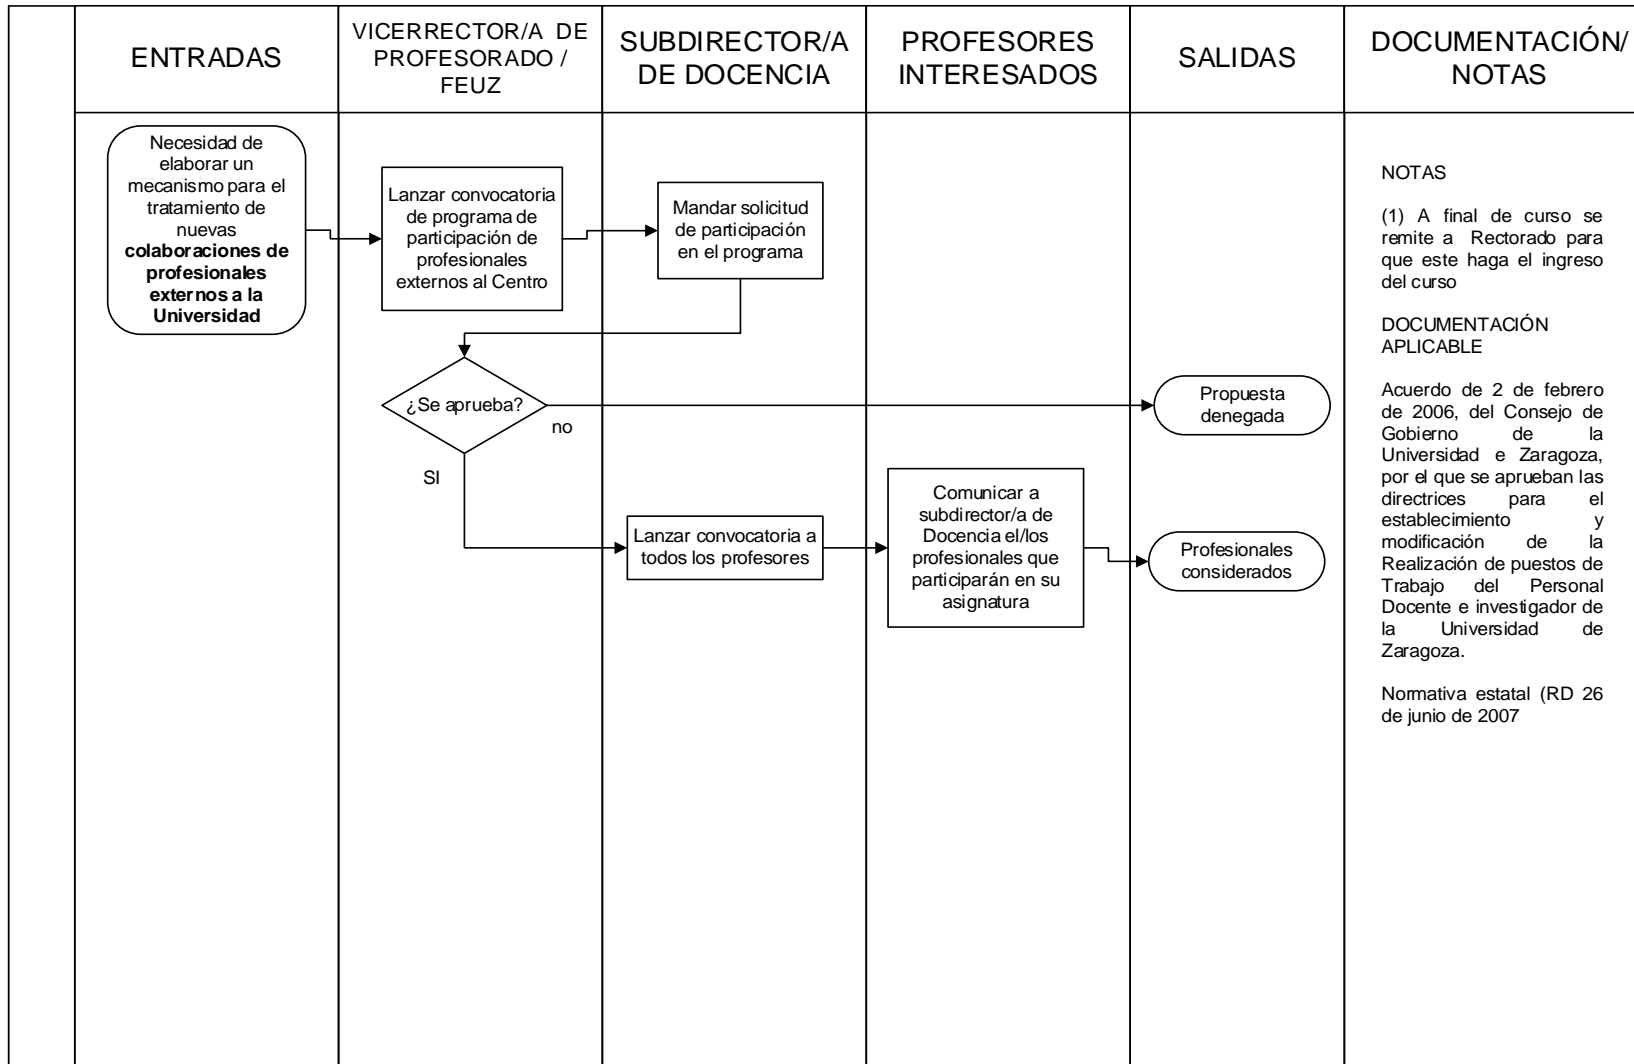 ENTRADAS
VICERRECTOR/A DE
PROFESORADO /
FEUZ
SUBDIRECTOR/A
DE DOCENCIA
PROFESORES
INTERESADOS
SALIDAS
DOCUMENTACIÓN/
NOTAS
Necesidad de
elaborar un
mecanismo para el
tratamiento de
nuevas
colaboraciones de
profesionales
externos a la
Universidad
Lanzar convocatoria
de programa de
participación de
profesionales
externos al Centro
Mandar solicitud
de participación
en el programa
¿Se aprueba?
no
SI
Propuesta
denegada
Lanzar convocatoria a
todos los profesores
Comunicar a
subdirector/a de
Docencia el/los
profesionales que
participarán en su
asignatura
Profesionales
considerados
NOTAS
(1) A final de curso se
remite a Rectorado para
que este haga el ingreso
del curso
DOCUMENTACIÓN
APLICABLE
Acuerdo de 2 de febrero
de 2006, del Consejo de
Gobierno de la
Universidad e Zaragoza,
por el que se aprueban las
directrices para el
establecimiento y
modificación de la
Realización de puestos de
Trabajo del Personal
Docente e investigador de
la Universidad de
Zaragoza.
Normativa estatal (RD 26
de junio de 2007